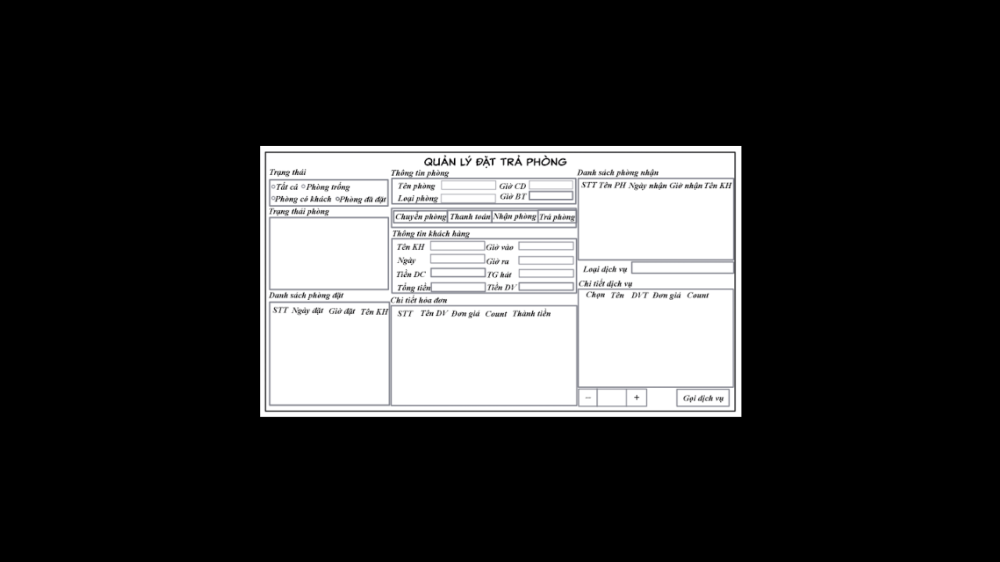 QUẢN LÝ ĐẶT TRẢ PHÒNG
Trạng thái
Tất cả Phòng trống
Phòng có khách Phòng đã đặt
Trạng thái phòng
Danh sách phòng đặt
STT Ngày đặt Giờ đặt Tên KH
Thông tin phòng
Tên phòng Giờ CD
Loại phòng Giờ BT
Chuyển phòng Thanh toán Nhận phòng Trả phòng
Thông tin khách hàng
Tên KH Giờ vào
Ngày Giờ ra
Tiền DC TG hát
Tổng tiền Tiền DV
Chi tiết hóa đơn
STT Tên DV Đơn giá Count Thành tiền
Danh sách phòng nhận
STT Tên PH Ngày nhận Giờ nhận Tên KH
Loại dịch vụ
Chi tiết dịch vụ
Chọn Tên DVT Đơn giá Count
- + Gọi dịch vụ